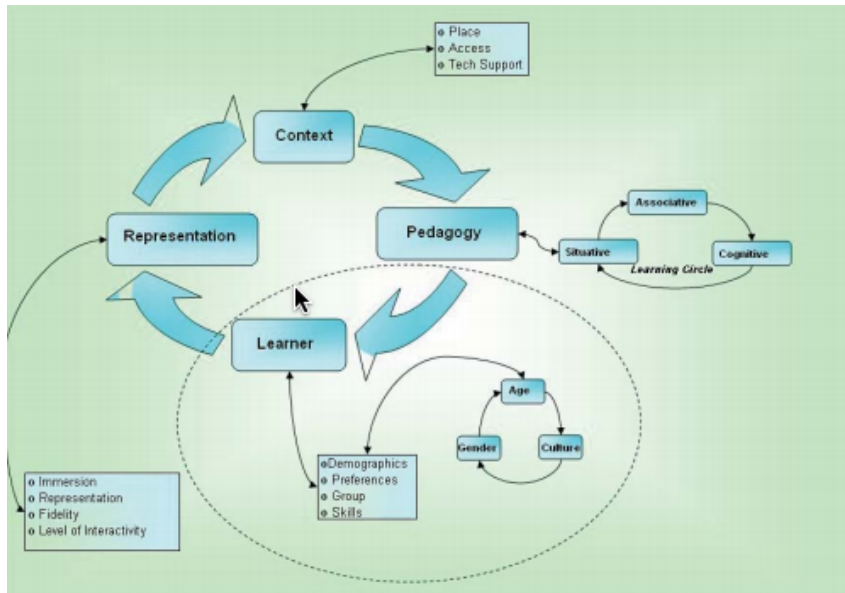 o Place
o Access
o Tech Support
Context
Representation
Pedagogy
Associative
Situative
Cognitive
Learning Circle
Learner
Age
Gender
Culture
oDemographics
o Preferences
o Group
o Skills
o Immersion
o Representation
o Fidelity
o Level of Interactivity